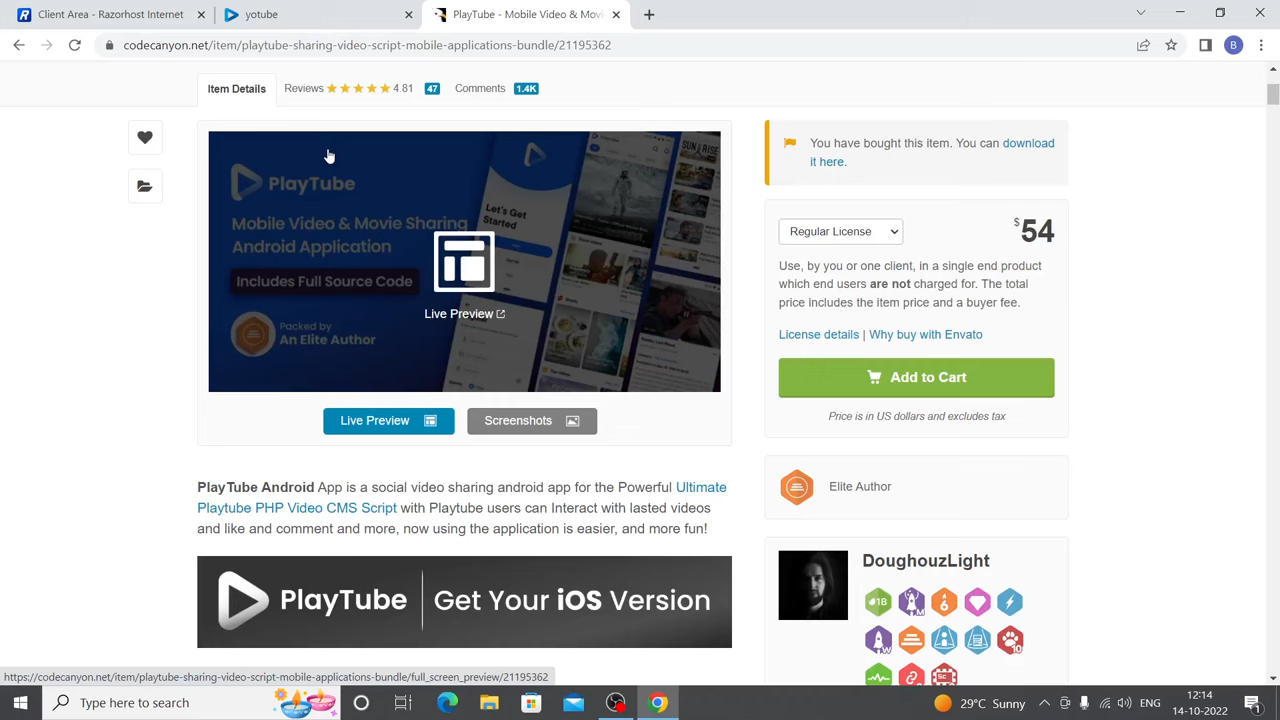 Client Area - Razorhost Internet
yotube
PlayTube - Mobile Video & Movi
codecanyon.net/item/playtube-sharing-video-script-mobile-applications-bundle/21195362
B
Item Details
Reviews
4.81
47
Comments
1.4K
PlayTube
Mobile Video & Movie Sharing
Android Application
Includes Full Source Code
Packed by
An Elite Author
Let's Get
Started
SUN RISE
Live Preview
Live Preview
Screenshots
You have bought this item. You can download
it here.
Regular License
$54
Use, by you or one client, in a single end product
which end users are not charged for. The total
price includes the item price and a buyer fee.
License details | Why buy with Envato
Add to Cart
Price is in US dollars and excludes tax
Elite Author
PlayTube Android App is a social video sharing android app for the Powerful Ultimate
Playtube PHP Video CMS Script with Playtube users can Interact with lasted videos
and like and comment and more, now using the application is easier, and more fun!
PlayTube
Get Your iOS Version
DoughouzLight
https://codecanyon.net/item/playtube-sharing-video-script-mobile-applications-bundle/full_screen_preview/21195362
Type here to search
29°C Sunny
ENG
12:14
14-10-2022
1